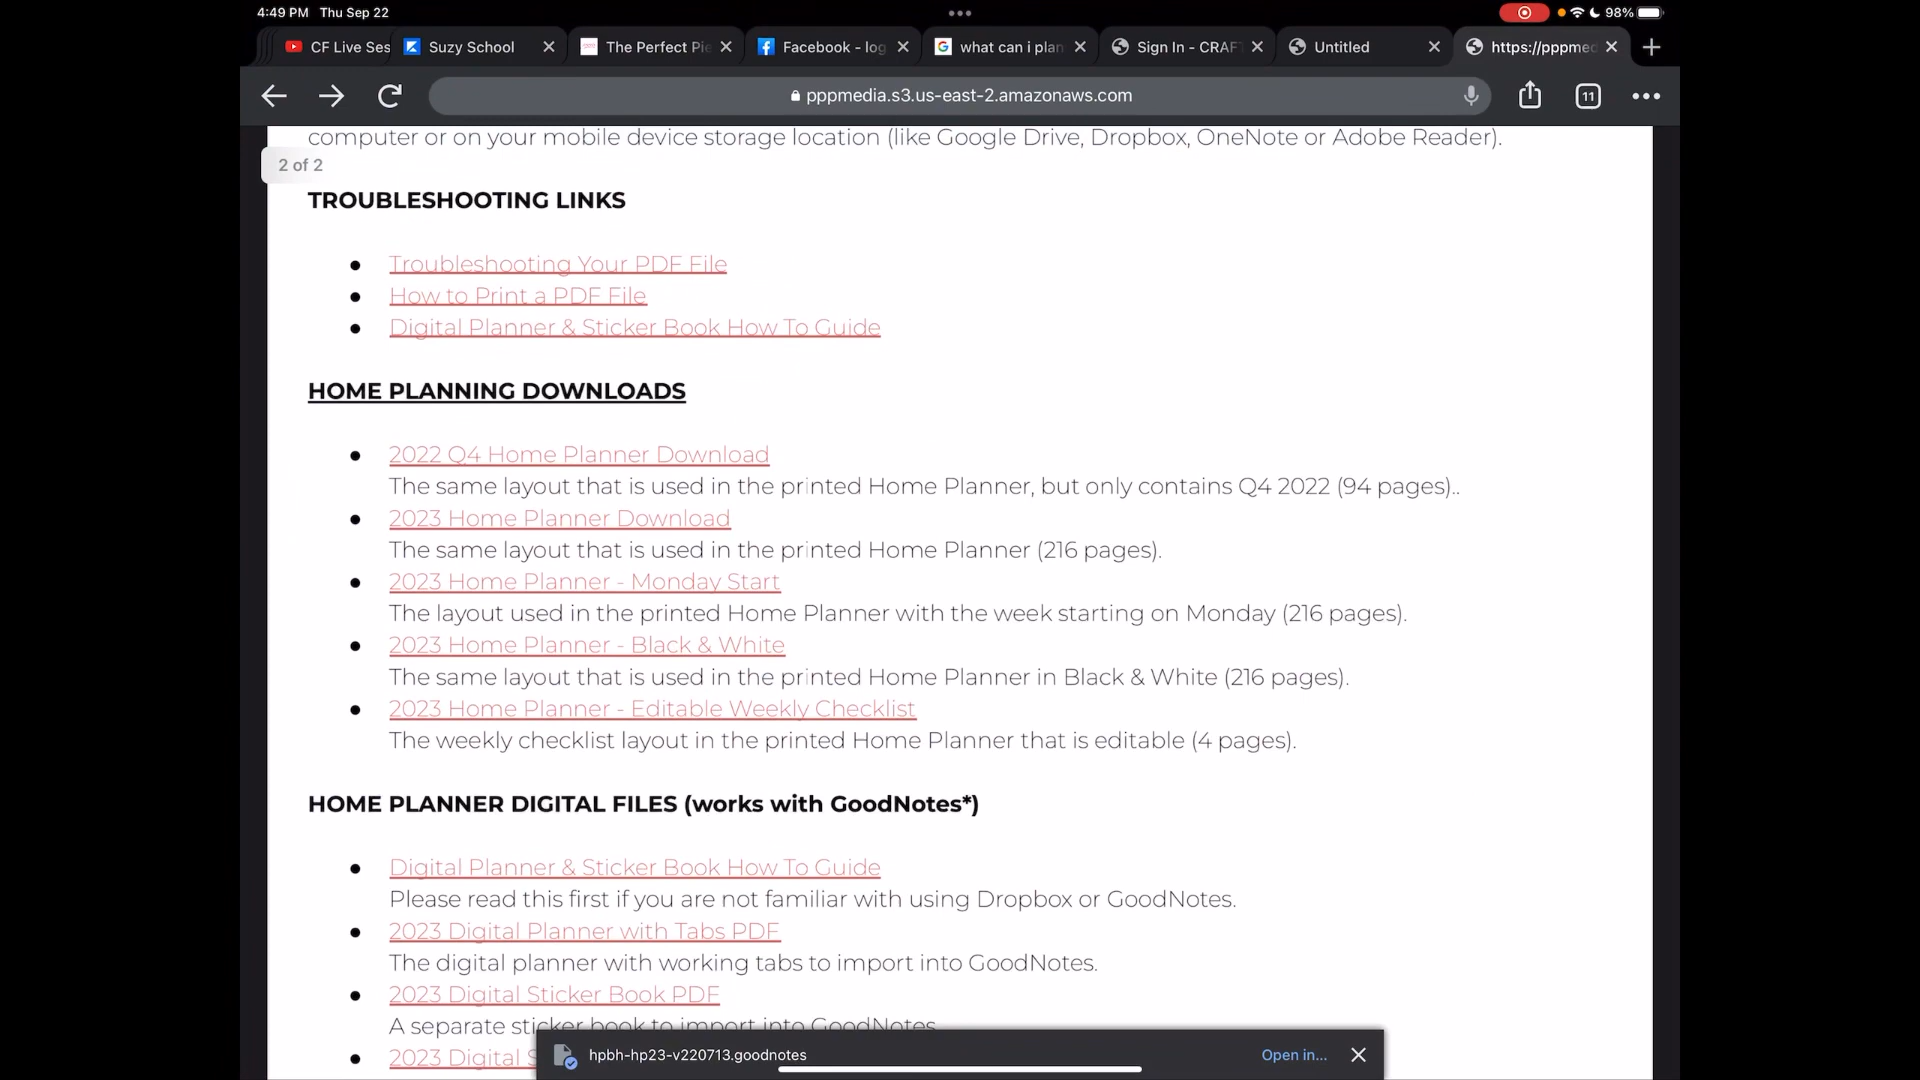 4:49 PM Thu Sep 22
98%
CF Live Ses
Suzy School
The Perfect Pi
Facebook - log
what can i plan
Sign In - CRAF
Untitled
https://pppmed
pppmedia.s3.us-east-2.amazonaws.com
11
computer or on your mobile device storage location (like Google Drive, Dropbox, OneNote or Adobe Reader).
2 of 2
TROUBLESHOOTING LINKS
Troubleshooting Your PDF File
How to Print a PDF File
Digital Planner & Sticker Book How To Guide
HOME PLANNING DOWNLOADS
2022 Q4 Home Planner Download
The same layout that is used in the printed Home Planner, but only contains Q4 2022 (94 pages)..
2023 Home Planner Download
The same layout that is used in the printed Home Planner (216 pages).
2023 Home Planner - Monday Start
The layout used in the printed Home Planner with the week starting on Monday (216 pages).
2023 Home Planner - Black & White
The same layout that is used in the printed Home Planner in Black & White (216 pages).
2023 Home Planner - Editable Weekly Checklist
The weekly checklist layout in the printed Home Planner that is editable (4 pages).
HOME PLANNER DIGITAL FILES (works with GoodNotes*)
Digital Planner & Sticker Book How To Guide
Please read this first if you are not familiar with using Dropbox or GoodNotes.
2023 Digital Planner with Tabs PDF
The digital planner with working tabs to import into GoodNotes.
2023 Digital Sticker Book PDF
A separate sticker book to import into GoodNotes
2023 Digital S
hpbh-hp23-v220713.goodnotes
Open in...